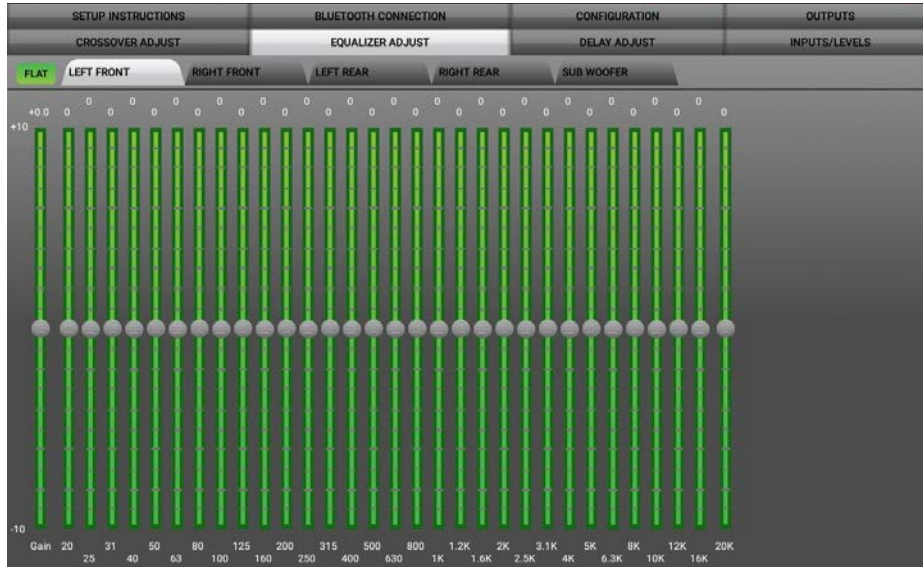 SETUP INSTRUCTIONS BLUETOOTH CONNECTION CONFIGURATION OUTPUTS
CROSSOVER ADJUST EQUALIZER ADJUST DELAY ADJUST INPUTS/LEVELS
FLAT LEFT FRONT RIGHT FRONT LEFT REAR RIGHT REAR SUB WOOFER
0 0 0 0 0 0 0 0 0 0 0 0 0 0 0
+0.0 0 0 0 0 0 0 0 0 0 0 0 0 0 0 0 0
+10
-10
Gain 20 31 50 80 125 200 315 500 800 1.2K 2K 3.1K 5K 8K 12K 20K
25 40 63 100 160 250 400 630 1K 1.6K 2.5K 4K 6.3K 10K 16K